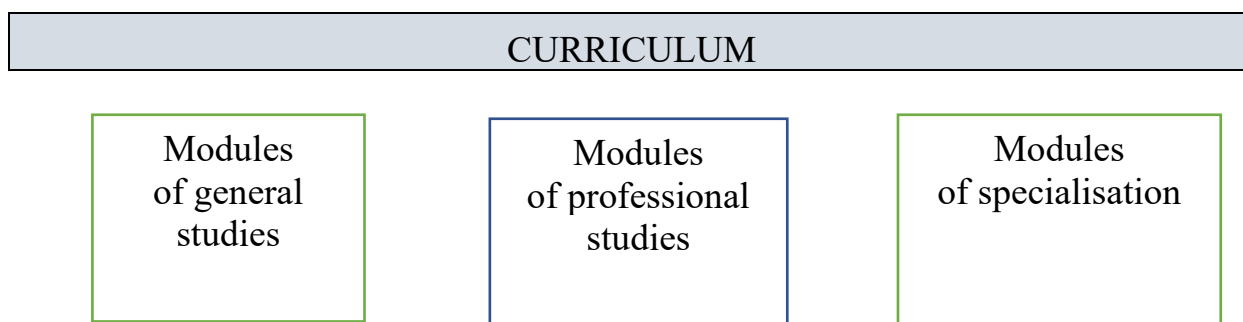 CURRICULUM
Modules
of general
studies
Modules
of professional
studies
Modules
of specialisation